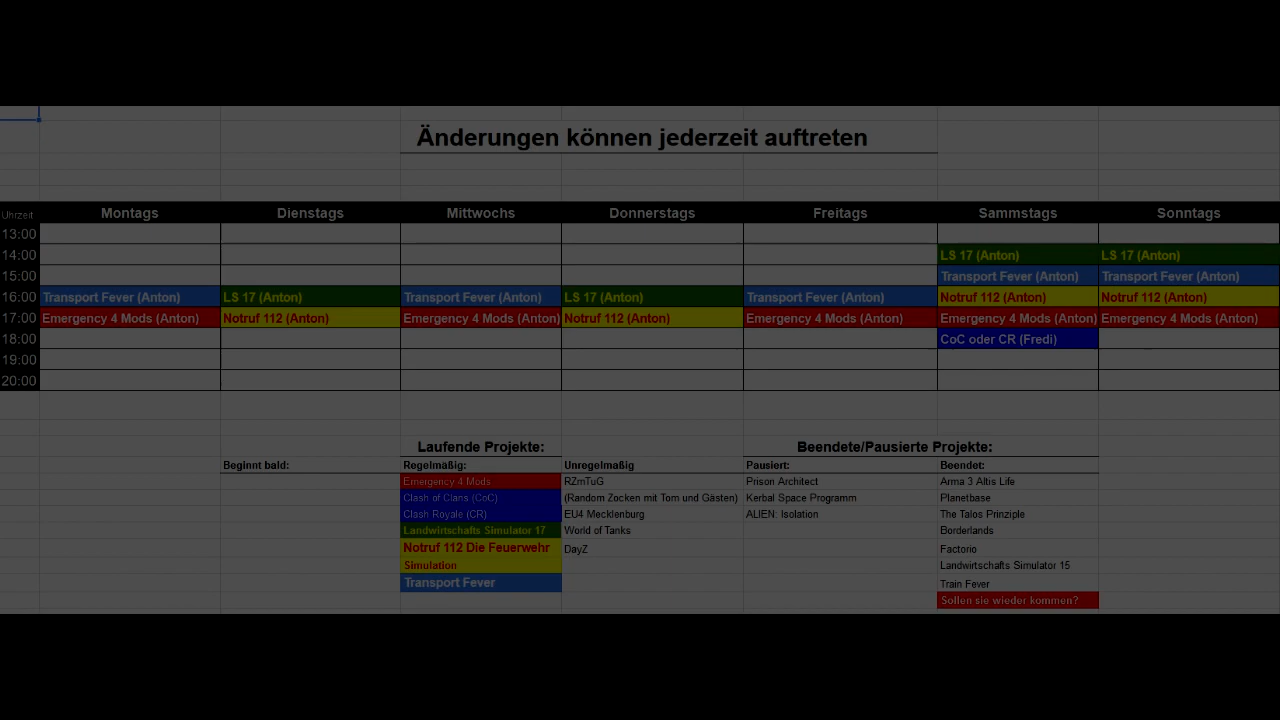 Änderungen können jederzeit auftreten
Uhrzeit Montags Dienstags Mittwochs Donnerstags Freitags Sammstags Sonntags
13:00
14:00 LS 17 (Anton) LS 17 (Anton)
15:00 Transport Fever (Anton) Transport Fever (Anton)
16:00 Transport Fever (Anton) LS 17 (Anton) Transport Fever (Anton) LS 17 (Anton) Transport Fever (Anton) Notruf 112 (Anton) Notruf 112 (Anton)
17:00 Emergency 4 Mods (Anton) Notruf 112 (Anton) Emergency 4 Mods (Anton) Notruf 112 (Anton) Emergency 4 Mods (Anton) Emergency 4 Mods (Anton) Emergency 4 Mods (Anton)
18:00 CoC oder CR (Fredi)
19:00
20:00
Laufende Projekte: Beendete/Pausierte Projekte:
Beginnt bald: Regelmäßig: Unregelmaßig Pausiert: Beendet:
Emergency 4 Mods RZmTuG Prison Architect Arma 3 Altis Life
Clash of Clans (CoC) (Random Zocken mit Tom und Gästen) Kerbal Space Programm Planetbase
Clash Royale (CR) EU4 Mecklenburg ALIEN: Isolation The Talos Prinziple
Landwirtschafts Simulator 17 World of Tanks Borderlands
Notruf 112 Die Feuerwehr DayZ Factorio
Simulation Landwirtschafts Simulator 15
Transport Fever Train Fever
Sollen sie wieder kommen?